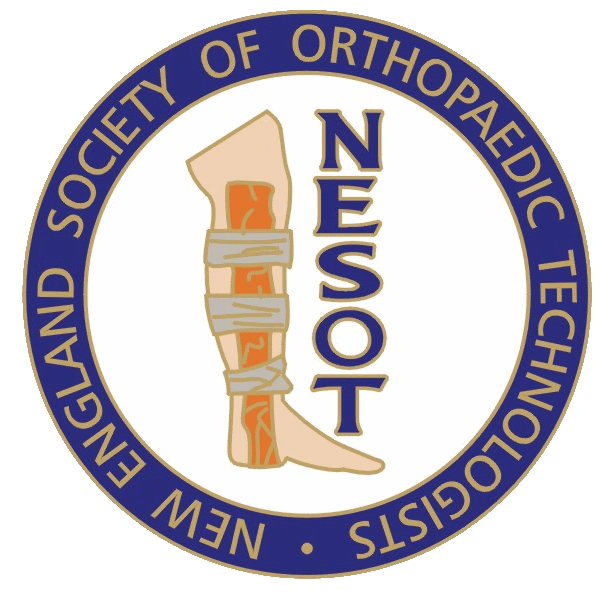 NEW ENGLAND SOCIETY OF ORTHOPAEDIC TECHNOLOGISTS •
NESOT